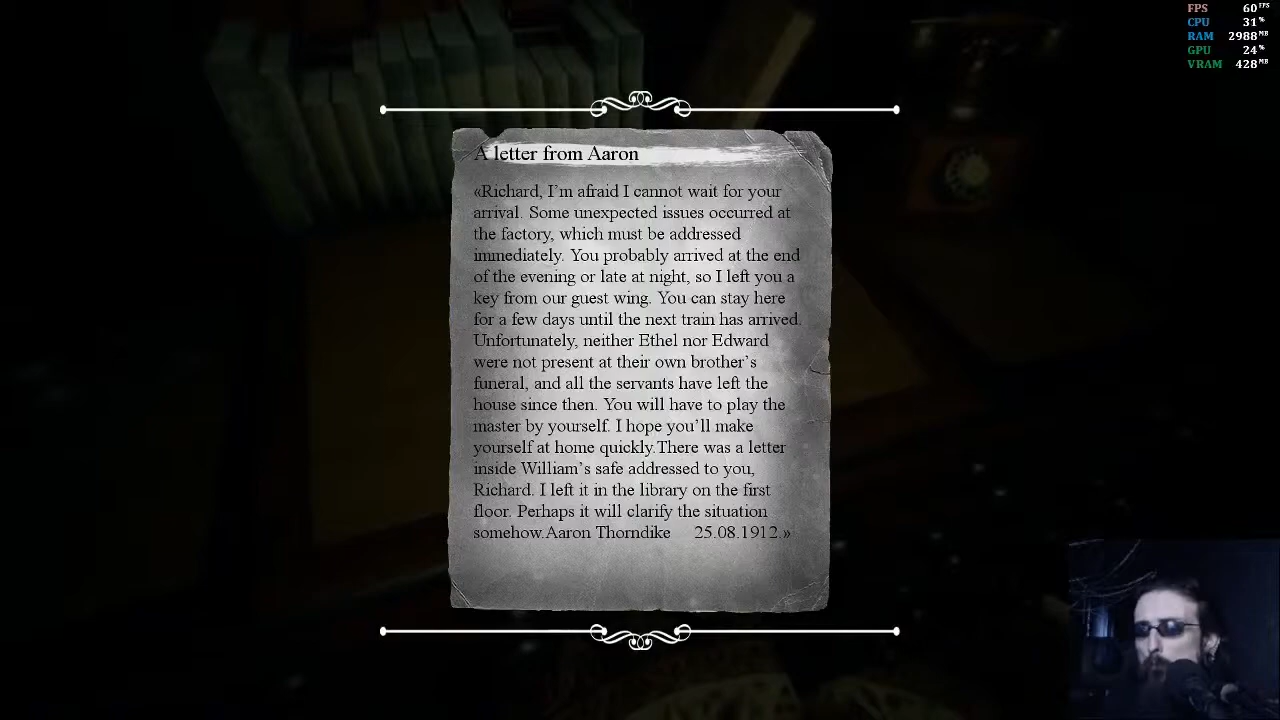 FPS 60 FPS
CPU 31 %
RAM 2988 MB
GPU 24 %
VRAM 428 MB
A letter from Aaron
«Richard, I'm afraid I cannot wait for your
arrival. Some unexpected issues occurred at
the factory, which must be addressed
immediately. You probably arrived at the end
of the evening or late at night, so I left you a
key from our guest wing. You can stay here
for a few days until the next train has arrived.
Unfortunately, neither Ethel nor Edward
were not present at their own brother's
funeral, and all the servants have left the
house since then. You will have to play the
master by yourself. I hope you'll make
yourself at home quickly.There was a letter
inside William's safe addressed to you,
Richard. I left it in the library on the first
floor. Perhaps it will clarify the situation
somehow.Aaron Thorndike 25.08.1912.»